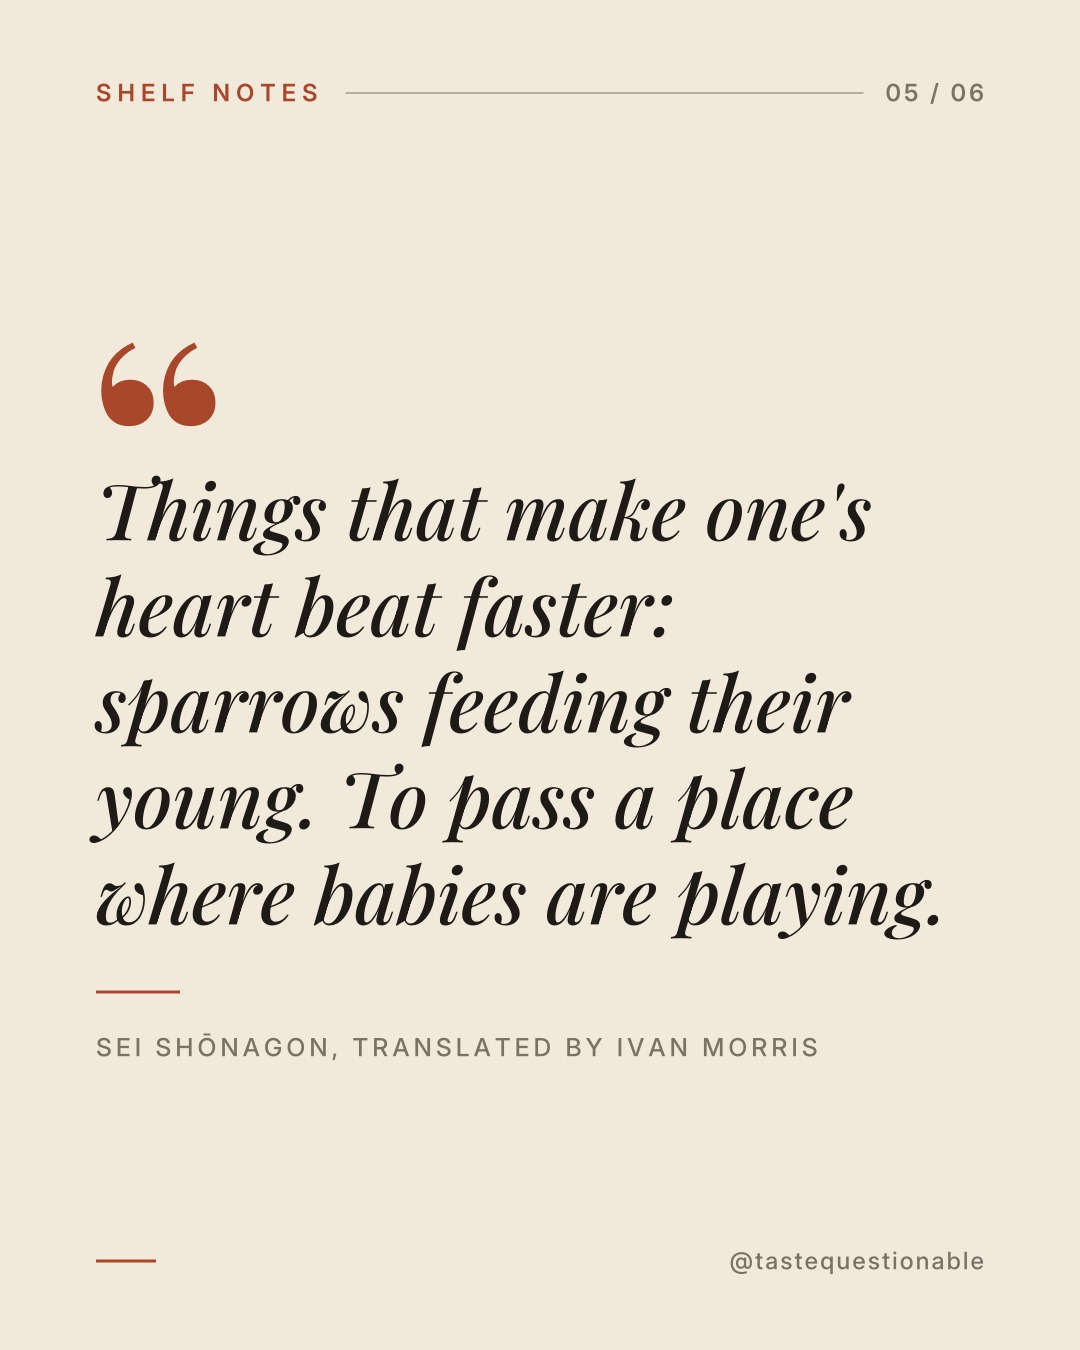 SHELF NOTES
05 / 06
“
Things that make one's
heart beat faster:
sparrows feeding their
young. To pass a place
where babies are playing.
SEI SHŌNAGON, TRANSLATED BY IVAN MORRIS
@tastequestionable